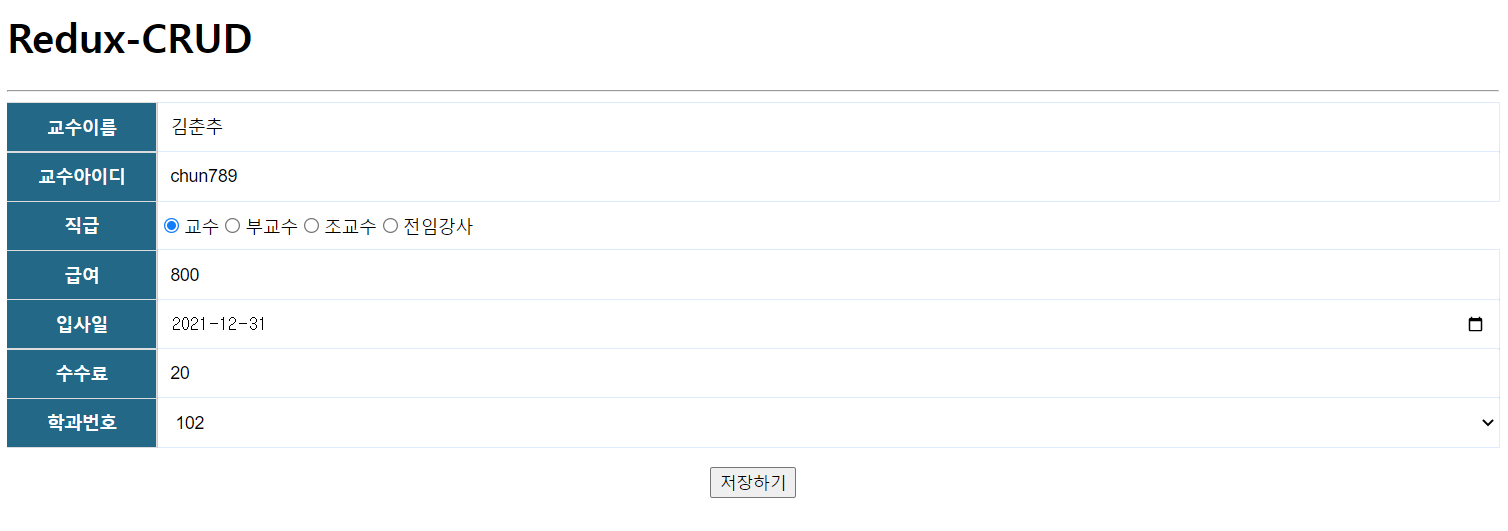 Redux-CRUD
교수이름 김춘추
교수아이디 chun789
직급 교수 부교수 조교수 전임강사
급여 800
입사일 2021-12-31
수수료 20
학과번호 102
저장하기